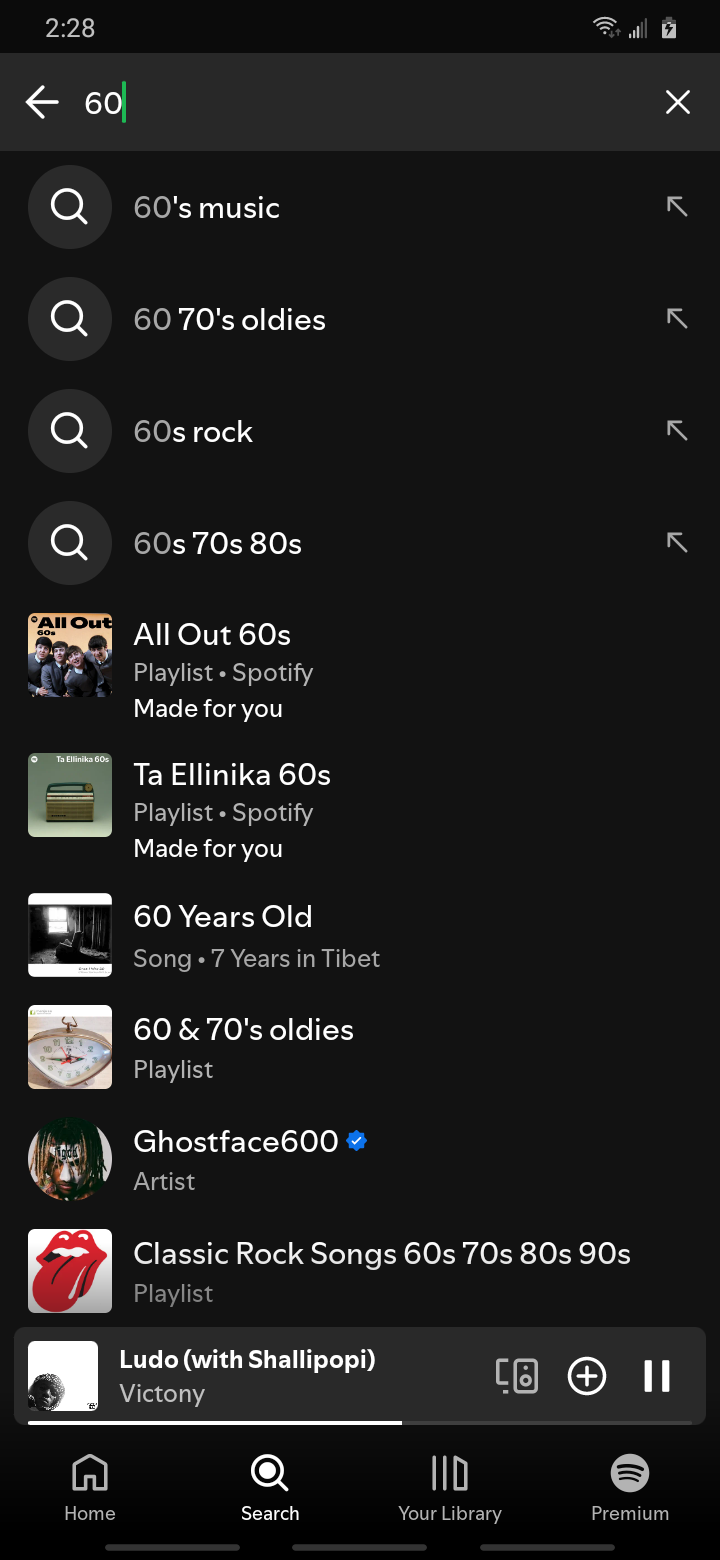 2:28
60
60's music
60 70's oldies
60s rock
60s 70s 80s
All Out
60s
All Out 60s
Playlist • Spotify
Made for you
Ta Ellinika 60s
Ta Ellinika 60s
Playlist • Spotify
Made for you
60 Years Old
Song • 7 Years in Tibet
60 & 70's oldies
Playlist
Ghostface600
Artist
Classic Rock Songs 60s 70s 80s 90s
Playlist
Ludo (with Shallipopi)
Victony
Home
Search
Your Library
Premium